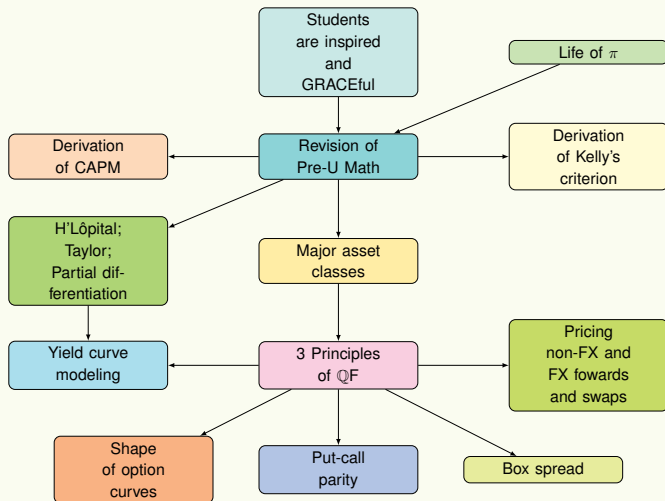 Students
are inspired
and
GRACEful
Life of π
Derivation
of CAPM
Revision of
Pre-U Math
Derivation
of Kelly's
criterion
H'Lôpital;
Taylor;
Partial dif-
ferentiation
Major asset
classes
Yield curve
modeling
3 Principles
of ℚF
Pricing
non-FX and
FX fowards
and swaps
Shape
of option
curves
Put-call
parity
Box spread